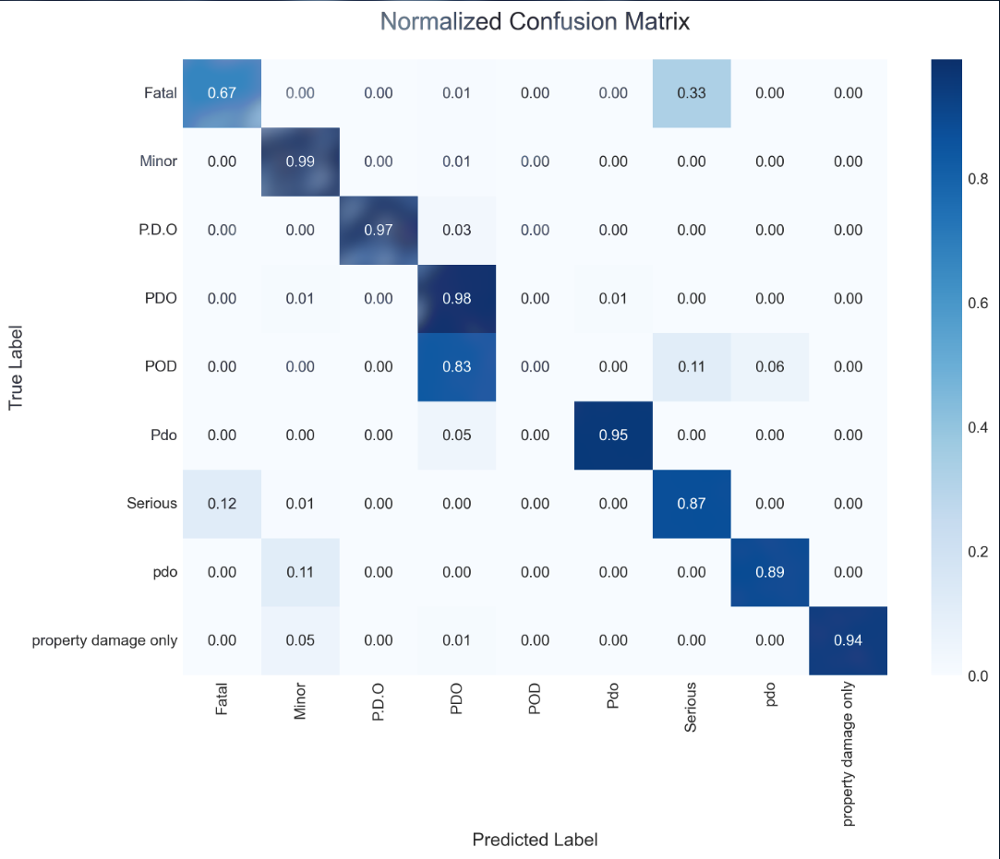 Normalized Confusion Matrix
Fatal 0.67 0.00 0.00 0.01 0.00 0.00 0.33 0.00 0.00
Minor 0.00 0.99 0.00 0.01 0.00 0.00 0.00 0.00 0.00
P.D.O 0.00 0.00 0.97 0.03 0.00 0.00 0.00 0.00 0.00
PDO 0.00 0.01 0.00 0.98 0.00 0.01 0.00 0.00 0.00
POD 0.00 0.00 0.00 0.83 0.00 0.00 0.11 0.06 0.00
Pdo 0.00 0.00 0.00 0.05 0.00 0.95 0.00 0.00 0.00
Serious 0.12 0.01 0.00 0.00 0.00 0.00 0.87 0.00 0.00
pdo 0.00 0.11 0.00 0.00 0.00 0.00 0.00 0.89 0.00
property damage only 0.00 0.05 0.00 0.01 0.00 0.00 0.00 0.00 0.94
True Label
Fatal Minor P.D.O PDO POD Pdo Serious pdo property damage only
Predicted Label
0.8
0.6
0.4
0.2
0.0